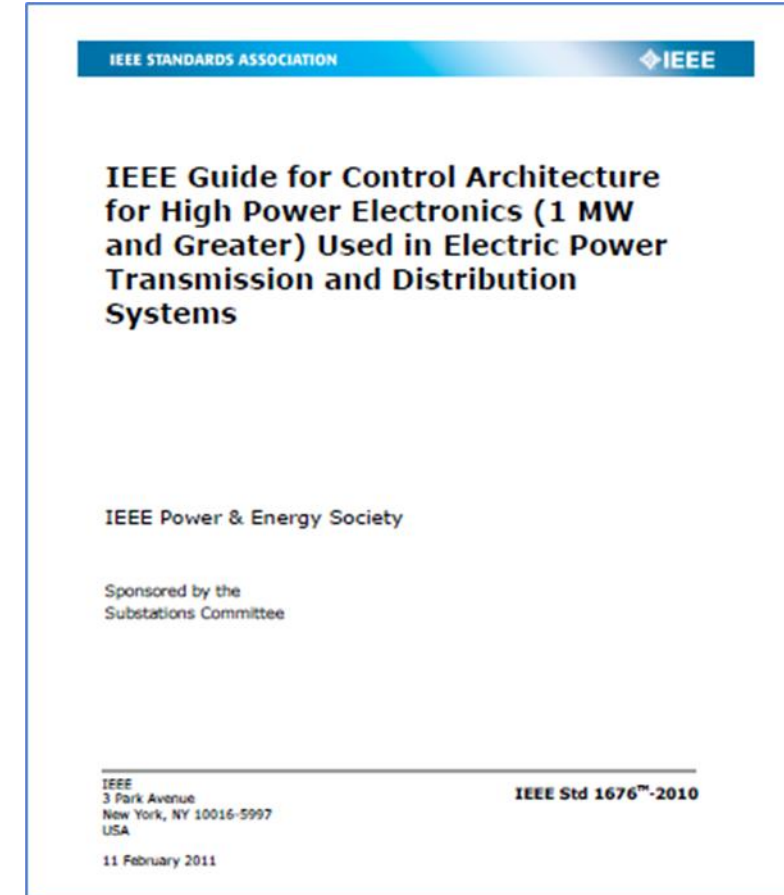 IEEE STANDARDS ASSOCIATION
IEEE
IEEE Guide for Control Architecture
for High Power Electronics (1 MW
and Greater) Used in Electric Power
Transmission and Distribution
Systems
IEEE Power & Energy Society
Sponsored by the
Substations Committee
IEEE
3 Park Avenue
New York, NY 10016-5997
USA
11 February 2011
IEEE Std 1676™-2010